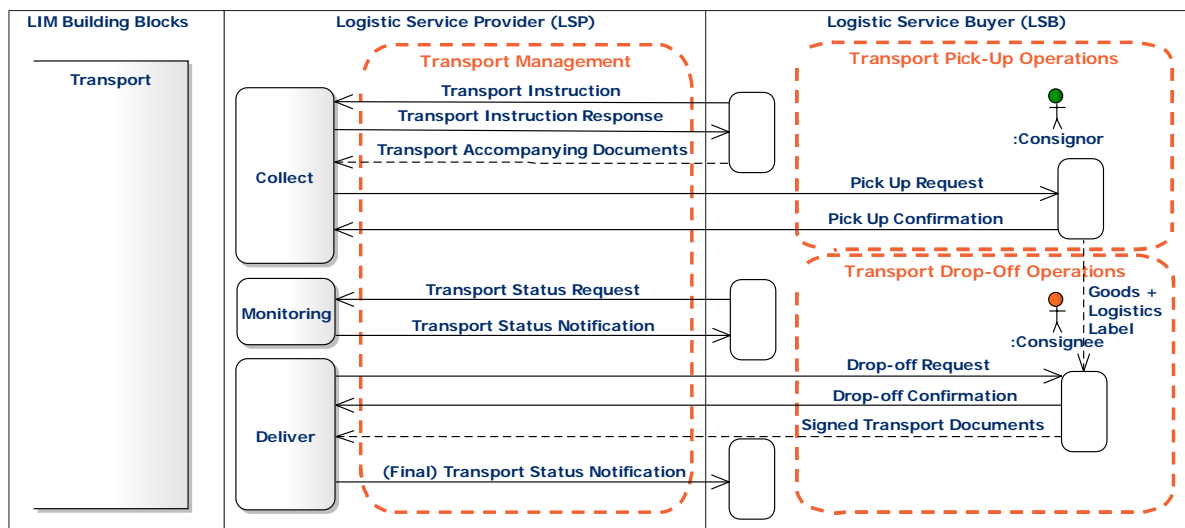 LIM Building Blocks
Logistic Service Provider (LSP)
Logistic Service Buyer (LSB)
Transport
Transport Management
Transport Pick-Up Operations
Transport Instruction
Transport Instruction Response
:Consignor
Transport Accompanying Documents
Collect
Pick Up Request
Pick Up Confirmation
Transport Drop-Off Operations
Transport Status Request
Goods +
Logistics
Label
Monitoring
Transport Status Notification
:Consignee
Drop-off Request
Drop-off Confirmation
Signed Transport Documents
Deliver
(Final) Transport Status Notification